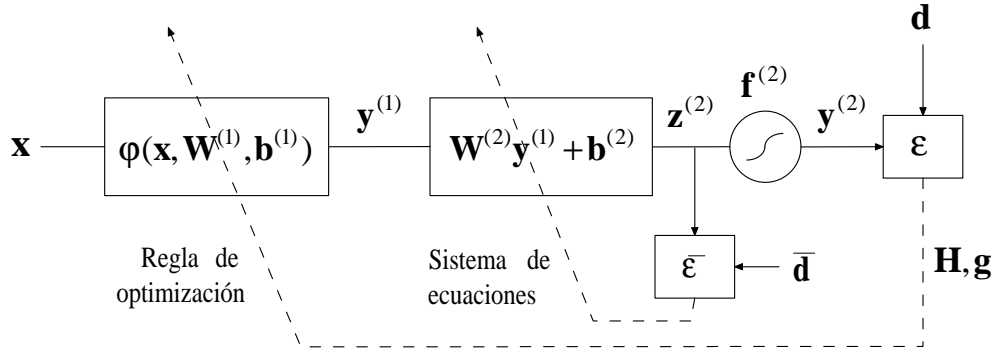 d
f⁽²⁾
y⁽¹⁾
z⁽²⁾
y⁽²⁾
x
φ(x, W⁽¹⁾, b⁽¹⁾)
W⁽²⁾y⁽¹⁾ + b⁽²⁾
ε
Regla de
optimización
Sistema de
ecuaciones
ε̄
d̄
H, g